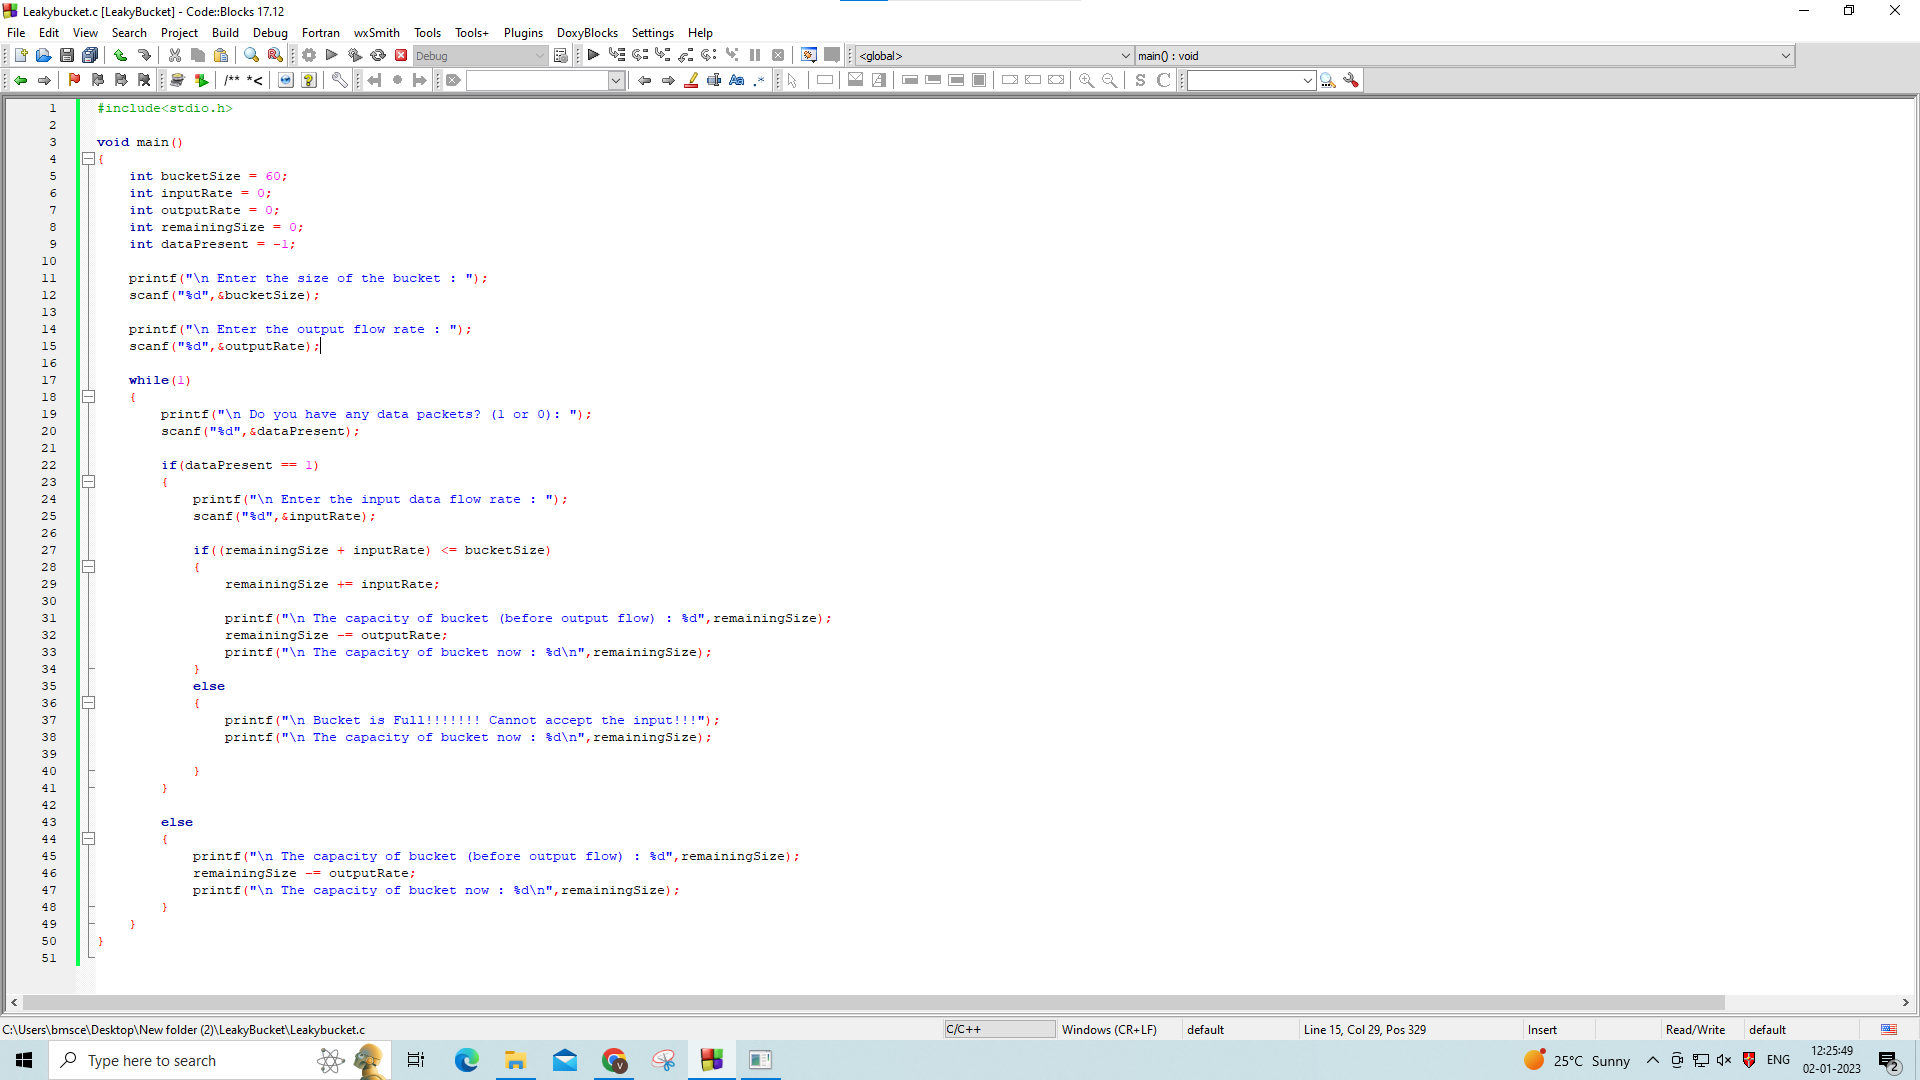 Leakybucket.c [LeakyBucket] - Code::Blocks 17.12
File Edit View Search Project Build Debug Fortran wxSmith Tools Tools+ Plugins DoxyBlocks Settings Help
Debug <global> main() : void
/** *< Aa .* S C
1 #include<stdio.h>
2
3 void main()
4 {
5 int bucketSize = 60;
6 int inputRate = 0;
7 int outputRate = 0;
8 int remainingSize = 0;
9 int dataPresent = -1;
10
11 printf("\n Enter the size of the bucket : ");
12 scanf("%d",&bucketSize);
13
14 printf("\n Enter the output flow rate : ");
15 scanf("%d",&outputRate);
16
17 while(1)
18 {
19 printf("\n Do you have any data packets? (1 or 0): ");
20 scanf("%d",&dataPresent);
21
22 if(dataPresent == 1)
23 {
24 printf("\n Enter the input data flow rate : ");
25 scanf("%d",&inputRate);
26
27 if((remainingSize + inputRate) <= bucketSize)
28 {
29 remainingSize += inputRate;
30
31 printf("\n The capacity of bucket (before output flow) : %d",remainingSize);
32 remainingSize -= outputRate;
33 printf("\n The capacity of bucket now : %d\n",remainingSize);
34 }
35 else
36 {
37 printf("\n Bucket is Full!!!!!!! Cannot accept the input!!!");
38 printf("\n The capacity of bucket now : %d\n",remainingSize);
39
40 }
41 }
42
43 else
44 {
45 printf("\n The capacity of bucket (before output flow) : %d",remainingSize);
46 remainingSize -= outputRate;
47 printf("\n The capacity of bucket now : %d\n",remainingSize);
48 }
49 }
50 }
51
C:\Users\bmsce\Desktop\New folder (2)\LeakyBucket\Leakybucket.c C/C++ Windows (CR+LF) default Line 15, Col 29, Pos 329 Insert Read/Write default
Type here to search 25°C Sunny ENG 12:25:49
02-01-2023 2